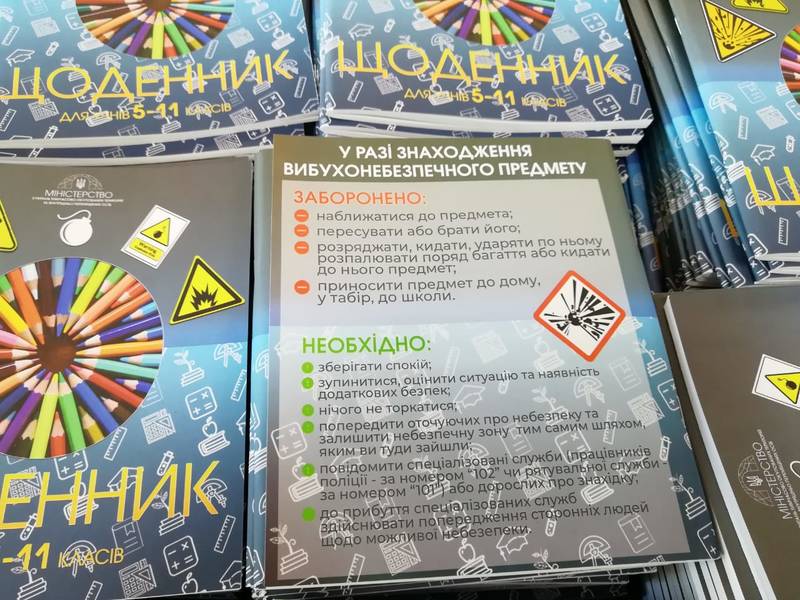 ЩОДЕННИК
5-11 КЛАСІВ
ЩОДЕННИК
5-11 КЛАСІВ
МІНІСТЕРСТВО
ЕННИК
-11 КЛАСІВ
У РАЗІ ЗНАХОДЖЕННЯ
ВИБУХОНЕБЕЗПЕЧНОГО ПРЕДМЕТУ
ЗАБОРОНЕНО:
наближатися до предмета;
пересувати або брати його;
розряджати, кидати, ударяти по ньому
розпалювати поряд багаття або кидати
до нього предмет;
приносити предмет до дому,
у табір, до школи.
НЕОБХІДНО:
зберігати спокій;
зупинитися, оцінити ситуацію та наявність
додаткових безпек;
нічого не торкатися;
попередити оточуючих про небезпеку та
залишити небезпечну зону тим самим шляхом,
яким ви туди зайшли;
повідомити спеціалізовані служби (працівників
поліції - за номером "102" чи рятувальної служби -
за номером "101") або дорослих про знахідку;
до прибуття спеціалізованих служб
здійснювати попередження сторонніх людей
щодо можливої небезпеки.
МІНІСТЕРСТВО